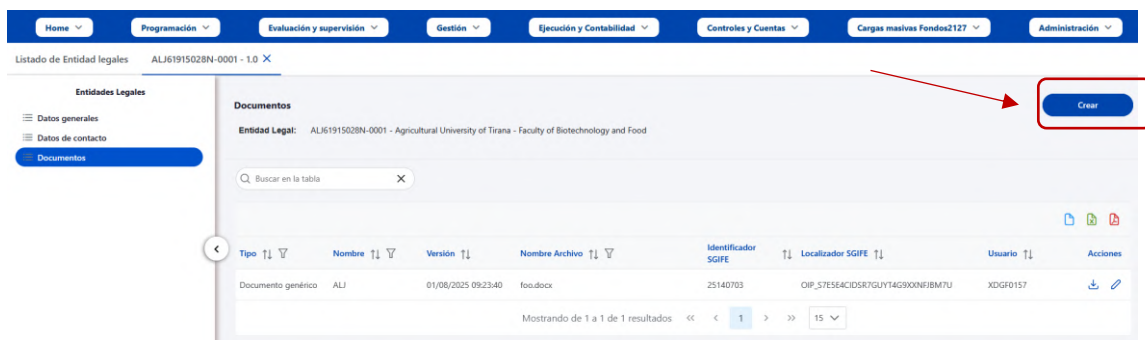 Home Programación Evaluación y supervisión Gestión Ejecución y Contabilidad Controles y Cuentas Cargas masivas Fondos2127 Administración
Listado de Entidad legales ALJ61915028N-0001 - 1.0 X
Entidades Legales
Datos generales
Datos de contacto
Documentos
Documentos
Crear
Entidad Legal: ALJ61915028N-0001 - Agricultural University of Tirana - Faculty of Biotechnology and Food
Buscar en la tabla
Tipo Nombre Versión Nombre Archivo Identificador SGIFE Localizador SGIFE Usuario Acciones
Documento genérico ALJ 01/08/2025 09:23:40 foo.docx 25140703 OIP_S7E5E4CIDSR7GUYT4G9XXNFJBM7U XDGF0157
Mostrando de 1 a 1 de 1 resultados << < 1 > >> 15